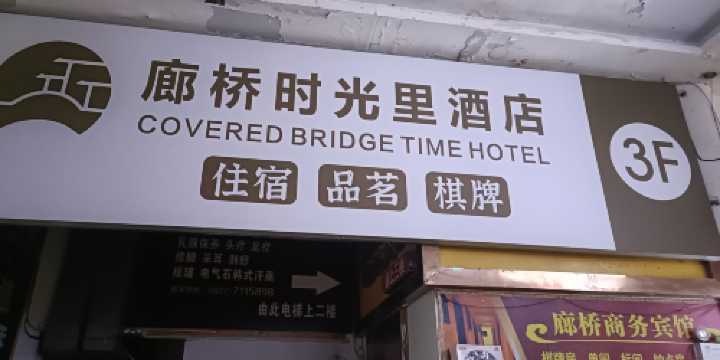 廊桥时光里酒店
COVERED BRIDGE TIME HOTEL
住宿 品茗 棋牌
3F
由此电梯上二楼
廊桥商务宾馆